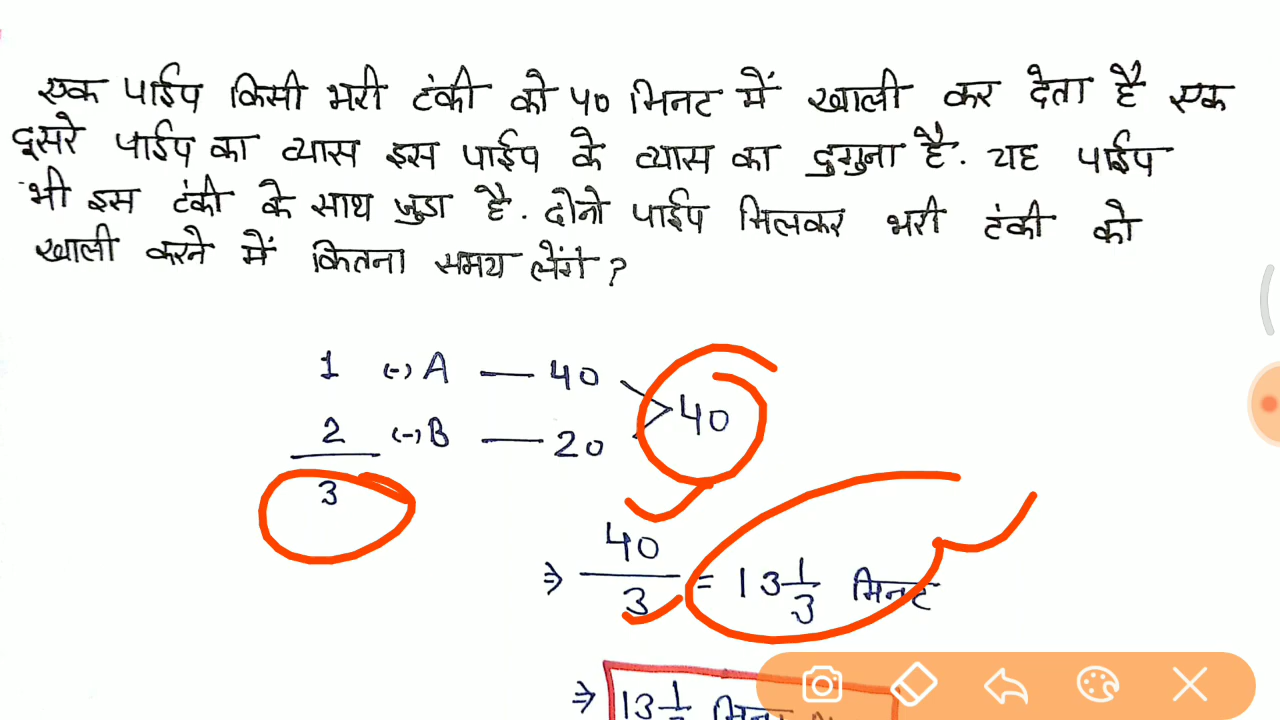 एक पाईप किसी भरी टंकी को 40 मिनट में खाली कर देता है एक
दूसरे पाईप का व्यास इस पाईप के व्यास का दुगुना है. यह पाईप
भी इस टंकी के साथ जुडा है. दोनो पाईप मिलकर भरी टंकी को
खाली करने में कितना समय लेंगे ?
1 (-) A — 40
40
2 (-) B — 20
3
⇒ 40/3 = 13 1/3 मिनट
⇒ 13 1/